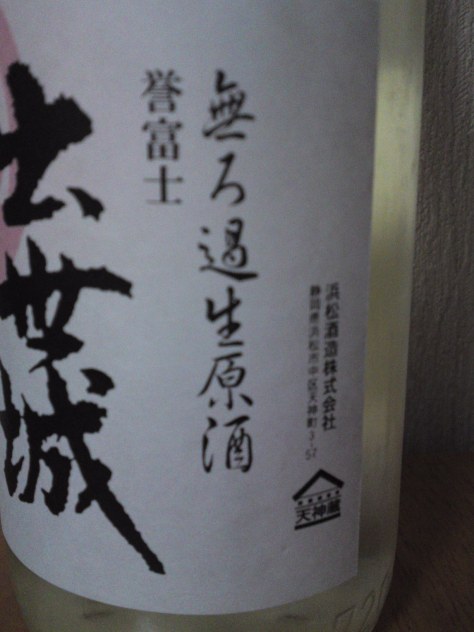 浜松酒造株式会社
静岡県浜松市中区天神町3-57
無ろ過生原酒
誉富士
出世城
天神蔵
720